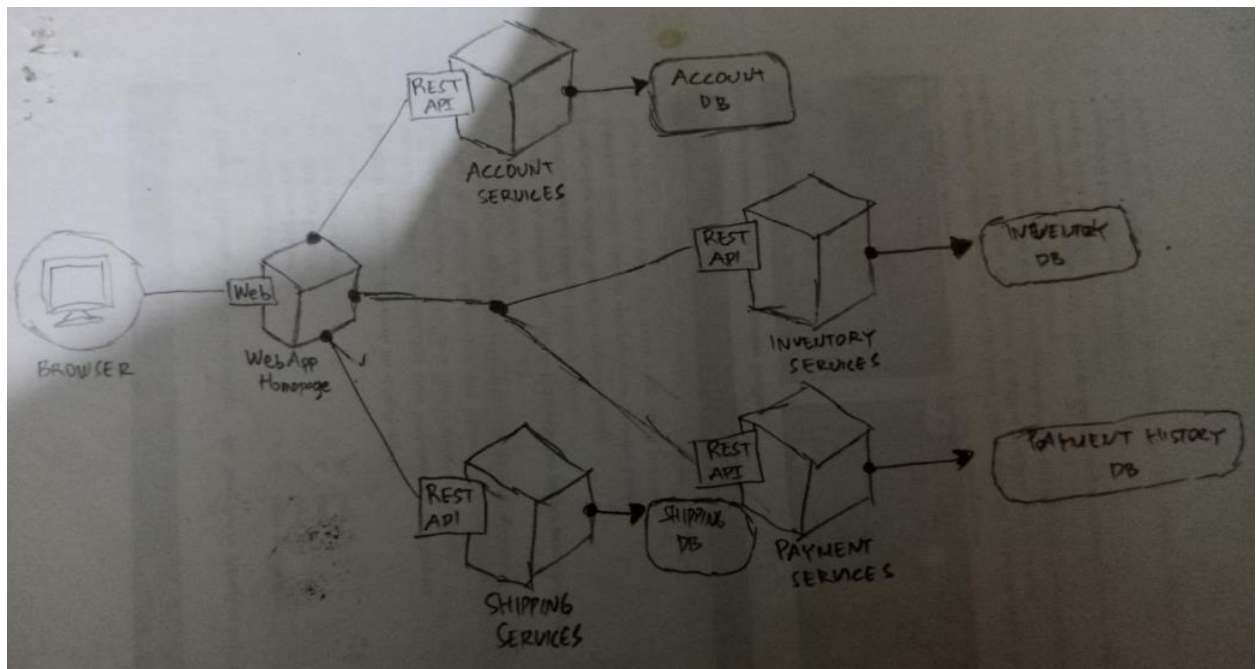 REST
API
ACCOUNT
DB
ACCOUNT
SERVICES
REST
API
INVENTORY
DB
Web
INVENTORY
SERVICES
BROWSER
WebApp
Homepage
REST
API
PAYMENT HISTORY
DB
REST
API
SHIPPING
DB
PAYMENT
SERVICES
SHIPPING
SERVICES